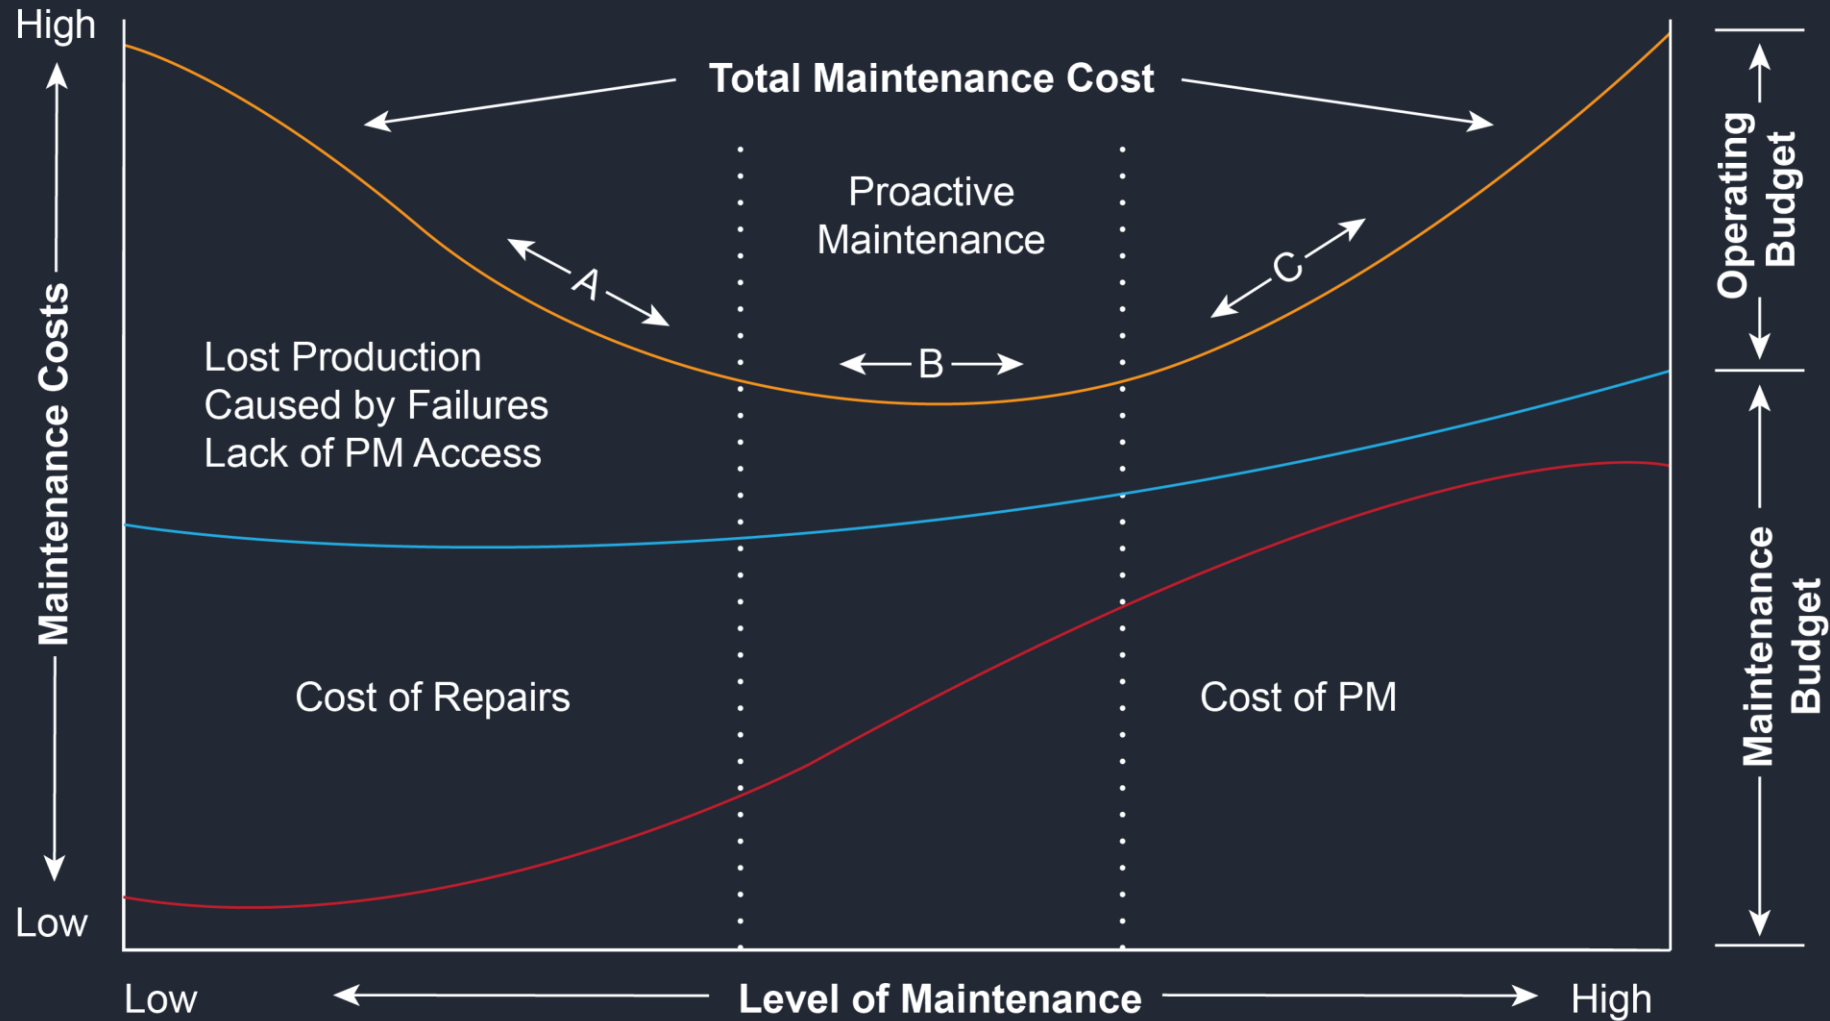 High
Total Maintenance Cost
Proactive
Maintenance
A
B
C
Lost Production
Caused by Failures
Lack of PM Access
Cost of Repairs
Cost of PM
Maintenance Costs
Operating
Budget
Maintenance
Budget
Low
Low
Level of Maintenance
High